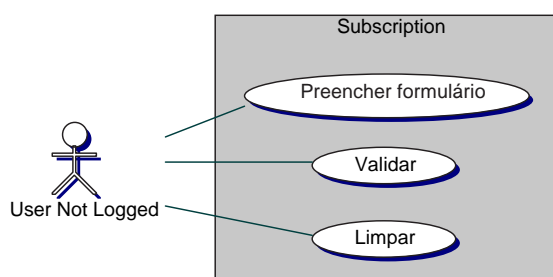 Subscription
Preencher formulário
Validar
User Not Logged
Limpar